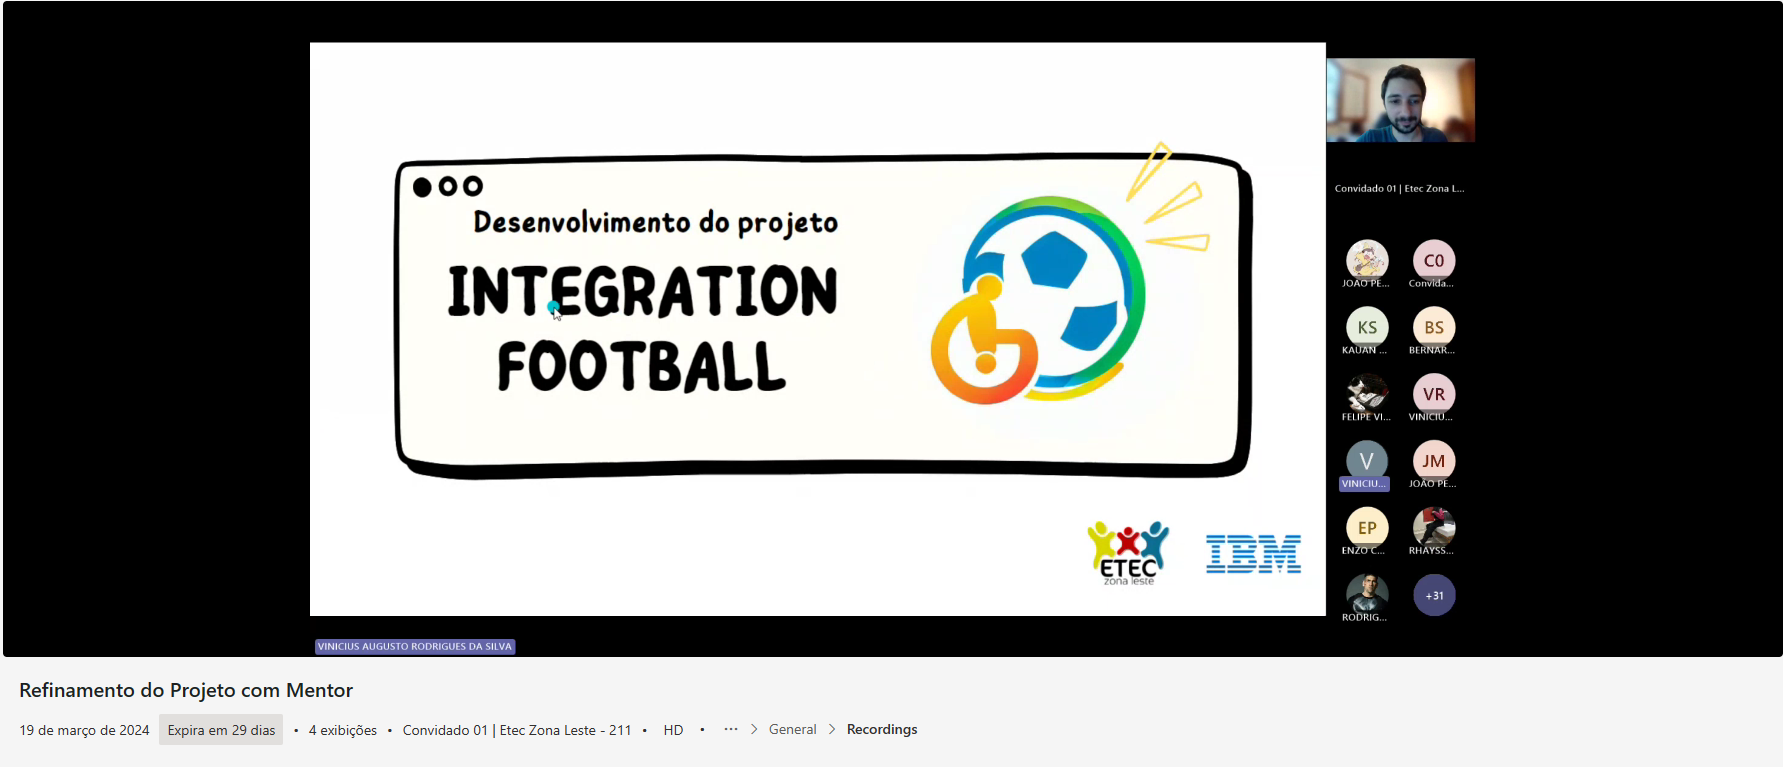 Desenvolvimento do projeto
INTEGRATION
FOOTBALL
ETEC
zona leste
IBM
Convidado 01 | Etec Zona L...
JOÃO PE...
C0
Convida...
KS
KAUAN ...
BS
BERNAR...
FELIPE VI...
VR
VINICIU...
V
VINICIU...
JM
JOÃO PE...
EP
ENZO C...
RHAYSS...
RODRIG...
+31
VINICIUS AUGUSTO RODRIGUES DA SILVA
Refinamento do Projeto com Mentor
19 de março de 2024 Expira em 29 dias • 4 exibições • Convidado 01 | Etec Zona Leste - 211 • HD • ··· > General > Recordings